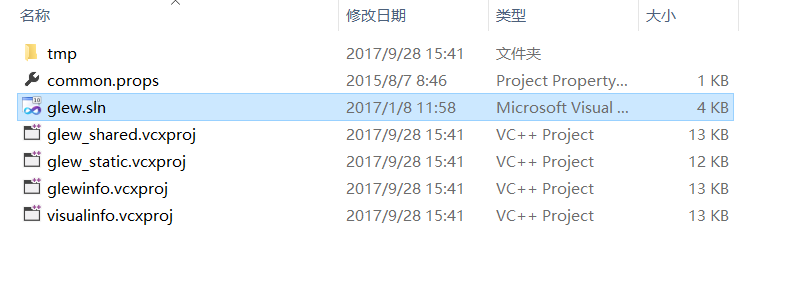 名称 修改日期 类型 大小
tmp 2017/9/28 15:41 文件夹
common.props 2015/8/7 8:46 Project Property... 1 KB
glew.sln 2017/1/8 11:58 Microsoft Visual ... 4 KB
glew_shared.vcxproj 2017/9/28 15:41 VC++ Project 13 KB
glew_static.vcxproj 2017/9/28 15:41 VC++ Project 12 KB
glewinfo.vcxproj 2017/9/28 15:41 VC++ Project 13 KB
visualinfo.vcxproj 2017/9/28 15:41 VC++ Project 13 KB